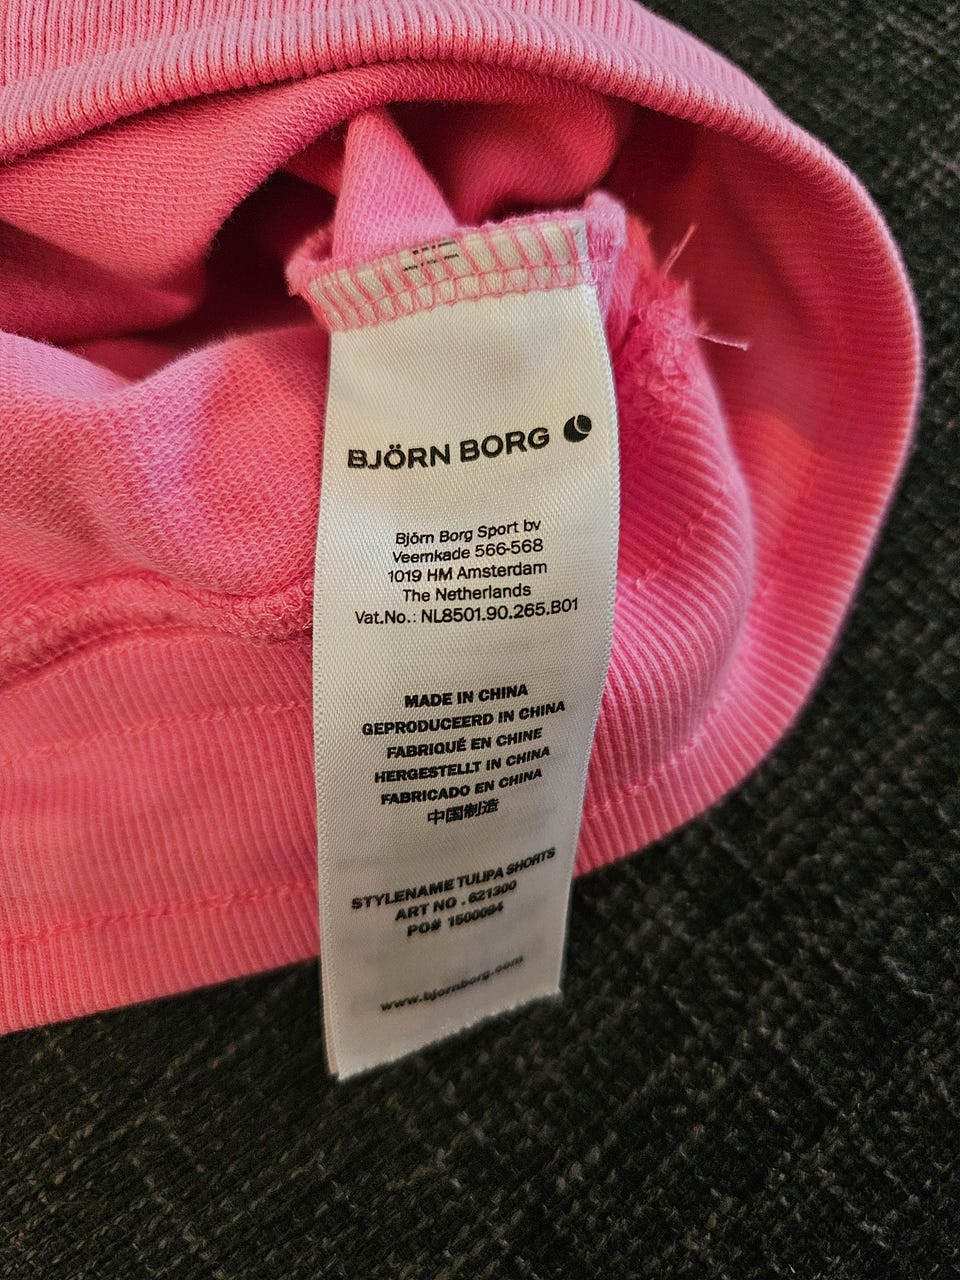 BJÖRN BORG
Björn Borg Sport bv
Veemkade 566-568
1019 HM Amsterdam
The Netherlands
Vat.No.: NL8501.90.265.B01
MADE IN CHINA
GEPRODUCEERD IN CHINA
FABRIQUÉ EN CHINE
HERGESTELLT IN CHINA
FABRICADO EN CHINA
中国制造
STYLENAME TULIPA SHORTS
ART NO . 621300
PO# 1500094
www.bjornborg.com